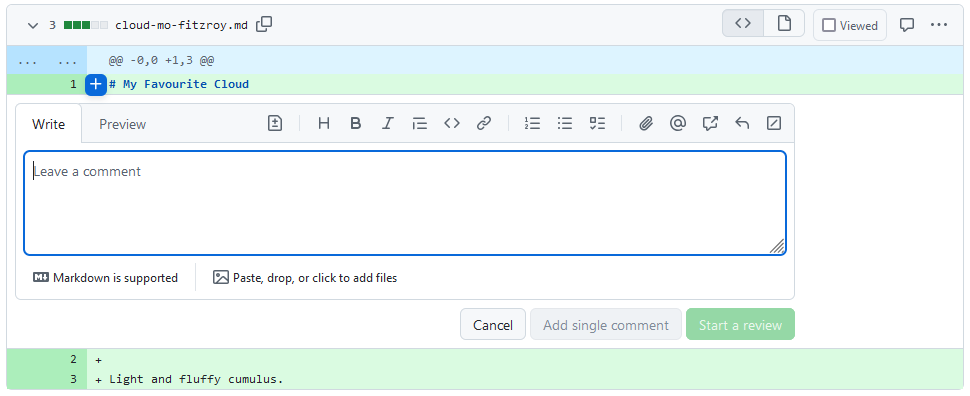 3 cloud-mo-fitzroy.md Viewed
... ... @@ -0,0 +1,3 @@
1 + # My Favourite Cloud
Write Preview
Leave a comment
Markdown is supported Paste, drop, or click to add files
Cancel Add single comment Start a review
2 +
3 + Light and fluffy cumulus.